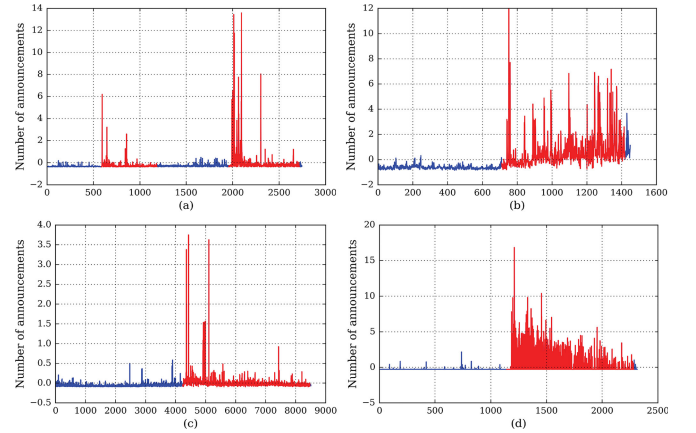 Number of announcements
14
12
10
8
6
4
2
0
−2
0 500 1000 1500 2000 2500 3000
(a)
Number of announcements
12
10
8
6
4
2
0
−2
0 200 400 600 800 1000 1200 1400 1600
(b)
Number of announcements
4.0
3.5
3.0
2.5
2.0
1.5
1.0
0.5
0.0
−0.5
0 1000 2000 3000 4000 5000 6000 7000 8000 9000
(c)
Number of announcements
20
15
10
5
0
−5
0 500 1000 1500 2000 2500
(d)